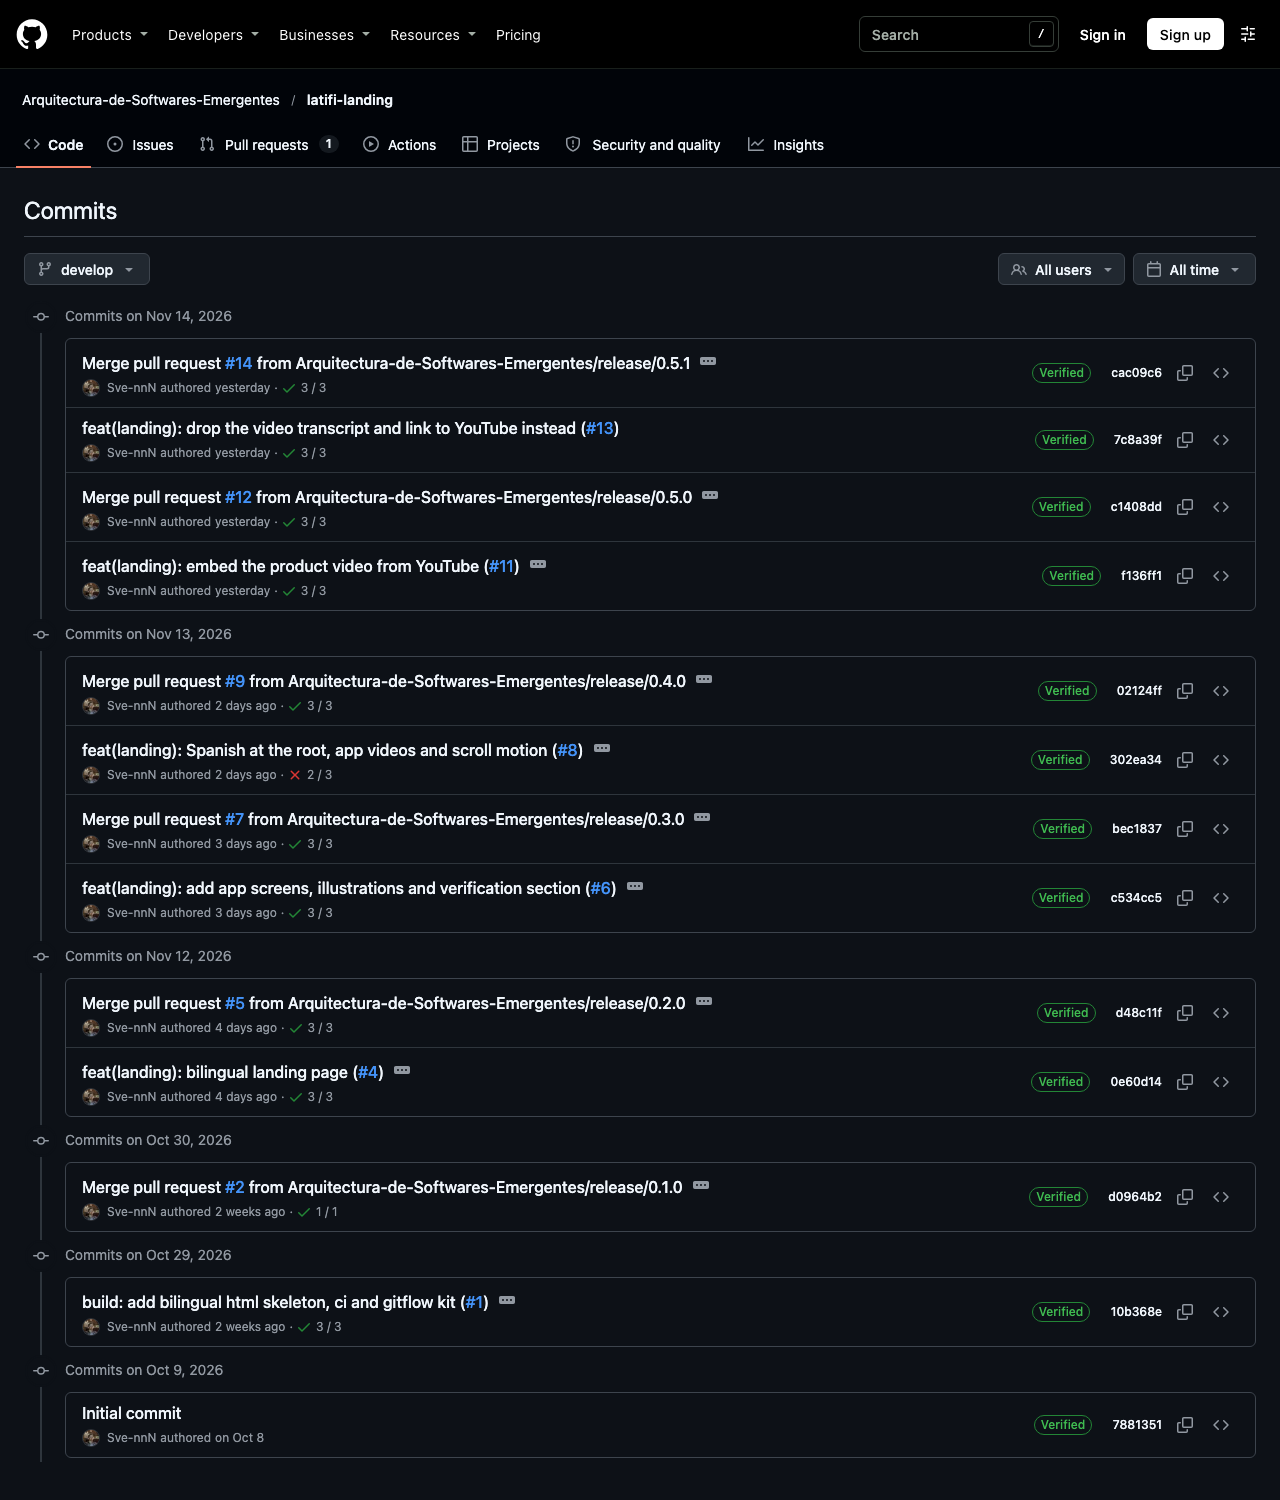 Products Developers Businesses Resources Pricing Search / Sign in Sign up
Arquitectura-de-Softwares-Emergentes / latifi-landing
Code Issues Pull requests 1 Actions Projects Security and quality Insights
Commits
develop All users All time
Commits on Nov 14, 2026
Merge pull request #14 from Arquitectura-de-Softwares-Emergentes/release/0.5.1
Sve-nnN authored yesterday · 3 / 3
Verified cac09c6
feat(landing): drop the video transcript and link to YouTube instead (#13)
Sve-nnN authored yesterday · 3 / 3
Verified 7c8a39f
Merge pull request #12 from Arquitectura-de-Softwares-Emergentes/release/0.5.0
Sve-nnN authored yesterday · 3 / 3
Verified c1408dd
feat(landing): embed the product video from YouTube (#11)
Sve-nnN authored yesterday · 3 / 3
Verified f136ff1
Commits on Nov 13, 2026
Merge pull request #9 from Arquitectura-de-Softwares-Emergentes/release/0.4.0
Sve-nnN authored 2 days ago · 3 / 3
Verified 02124ff
feat(landing): Spanish at the root, app videos and scroll motion (#8)
Sve-nnN authored 2 days ago · 2 / 3
Verified 302ea34
Merge pull request #7 from Arquitectura-de-Softwares-Emergentes/release/0.3.0
Sve-nnN authored 3 days ago · 3 / 3
Verified bec1837
feat(landing): add app screens, illustrations and verification section (#6)
Sve-nnN authored 3 days ago · 3 / 3
Verified c534cc5
Commits on Nov 12, 2026
Merge pull request #5 from Arquitectura-de-Softwares-Emergentes/release/0.2.0
Sve-nnN authored 4 days ago · 3 / 3
Verified d48c11f
feat(landing): bilingual landing page (#4)
Sve-nnN authored 4 days ago · 3 / 3
Verified 0e60d14
Commits on Oct 30, 2026
Merge pull request #2 from Arquitectura-de-Softwares-Emergentes/release/0.1.0
Sve-nnN authored 2 weeks ago · 1 / 1
Verified d0964b2
Commits on Oct 29, 2026
build: add bilingual html skeleton, ci and gitflow kit (#1)
Sve-nnN authored 2 weeks ago · 3 / 3
Verified 10b368e
Commits on Oct 9, 2026
Initial commit
Sve-nnN authored on Oct 8
Verified 7881351